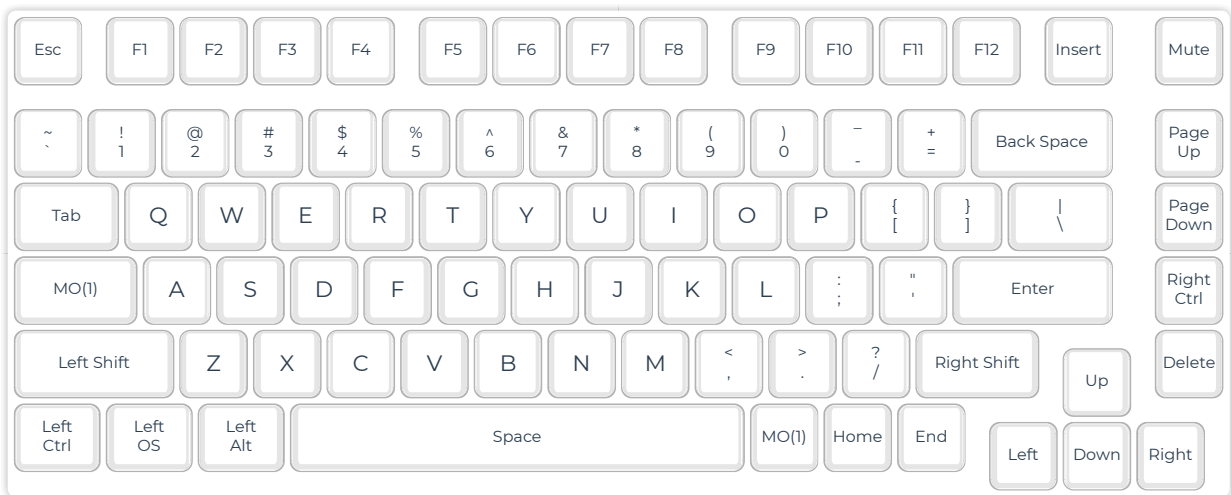 Esc F1 F2 F3 F4 F5 F6 F7 F8 F9 F10 F11 F12 Insert Mute
~ ! @ # $ % ^ & * ( ) _ +
` 1 2 3 4 5 6 7 8 9 0 - = Back Space Page Up
Tab Q W E R T Y U I O P { [ } ] | \ Page Down
MO(1) A S D F G H J K L : ; " ' Enter Right Ctrl
Left Shift Z X C V B N M < , > . ? / Right Shift Up Delete
Left Ctrl Left OS Left Alt Space MO(1) Home End Left Down Right